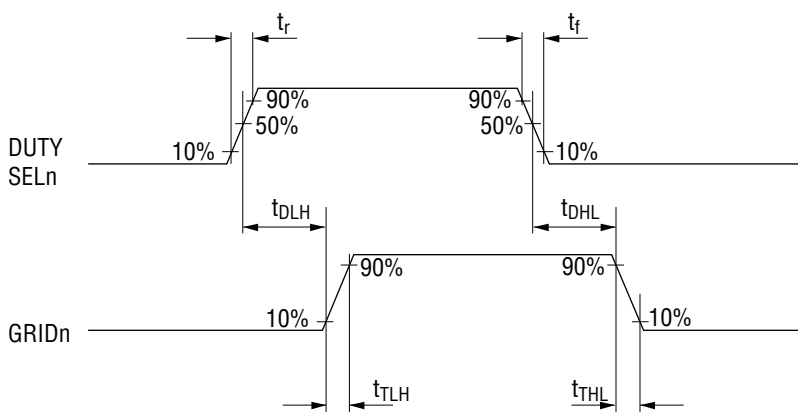 tr
tf
90%
90%
50%
50%
DUTY
SELn
10%
10%
tDLH
tDHL
90%
90%
GRIDn
10%
10%
tTLH
tTHL